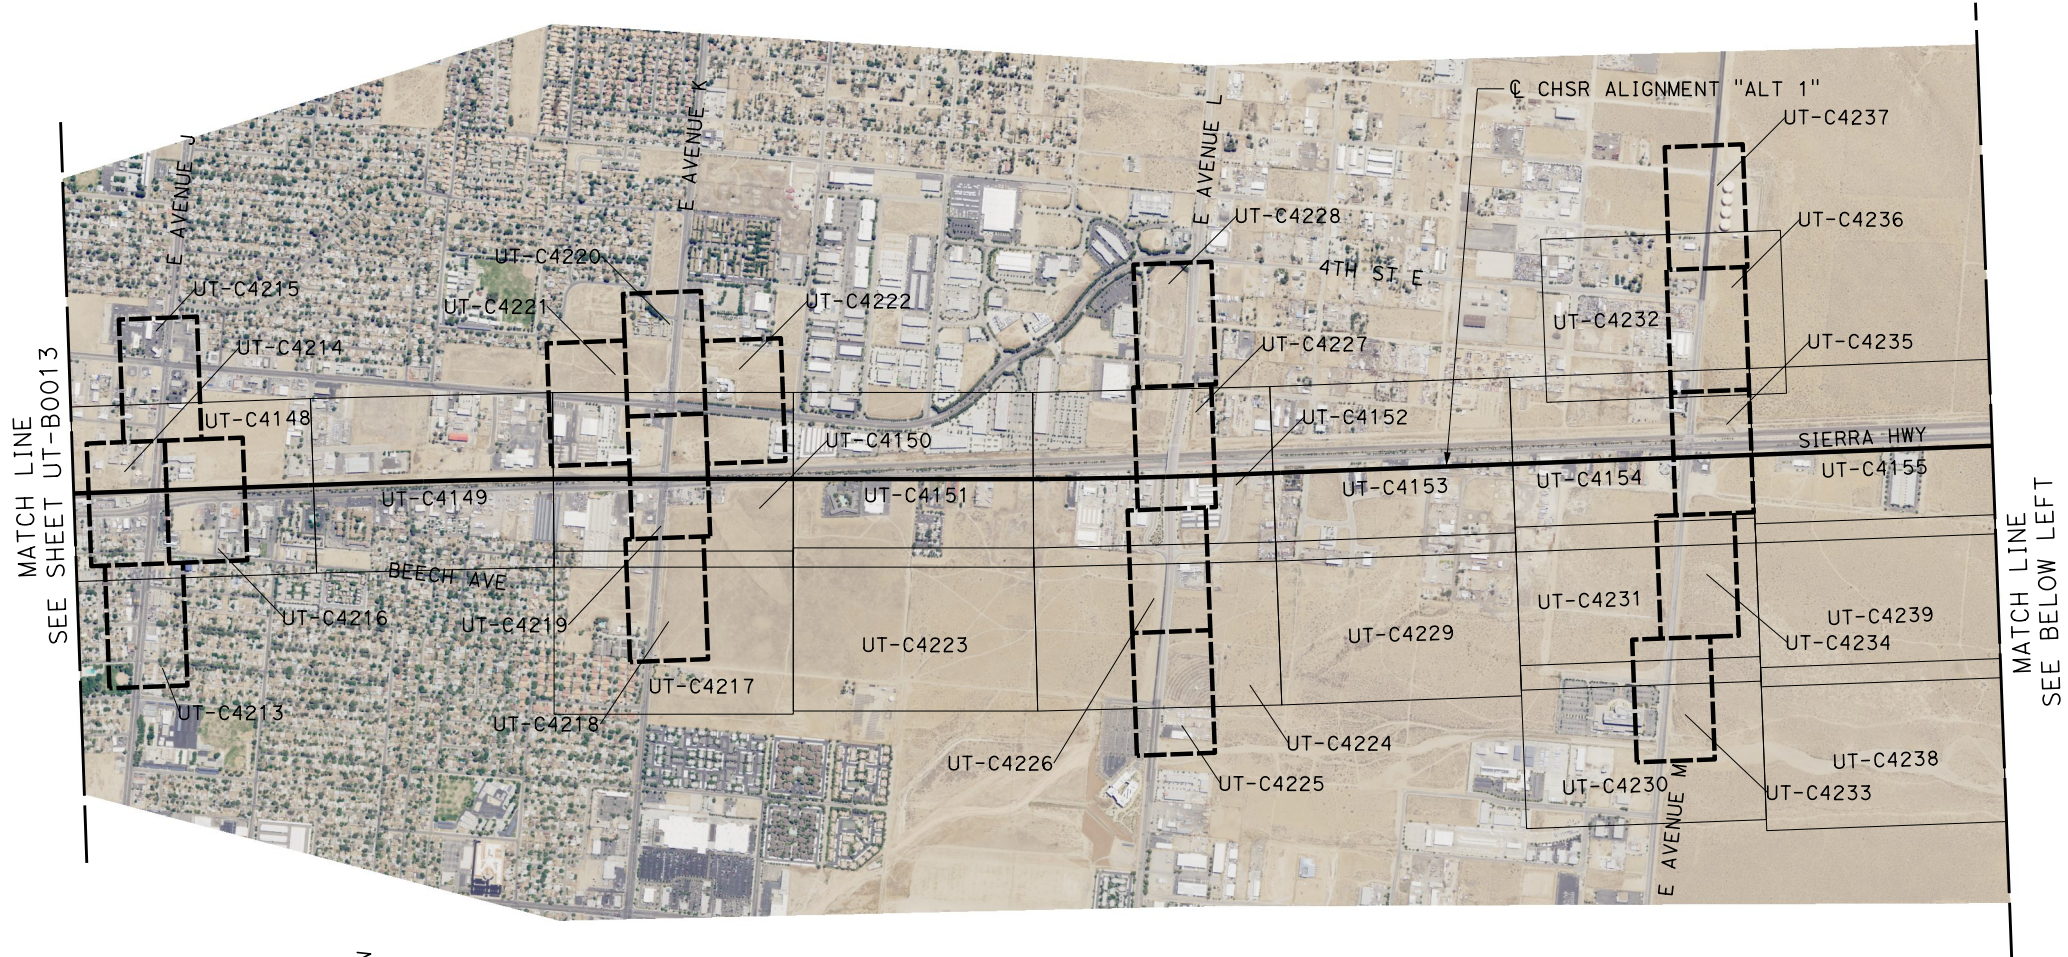 ℄ CHSR ALIGNMENT "ALT 1"
UT-C4237
E AVENUE J
E AVENUE K
E AVENUE L
UT-C4228
UT-C4236
UT-C4220
4TH ST E
UT-C4215
UT-C4221
UT-C4222
UT-C4232
UT-C4214
UT-C4227
UT-C4235
UT-C4148
UT-C4152
UT-C4150
SIERRA HWY
UT-C4149
UT-C4151
UT-C4153
UT-C4154
UT-C4155
MATCH LINE
SEE SHEET UT-B0013
MATCH LINE
SEE BELOW LEFT
BEECH AVE
UT-C4216
UT-C4219
UT-C4231
UT-C4239
UT-C4223
UT-C4229
UT-C4234
UT-C4217
UT-C4213
UT-C4218
UT-C4224
UT-C4226
UT-C4225
UT-C4238
UT-C4230
UT-C4233
E AVENUE M
N